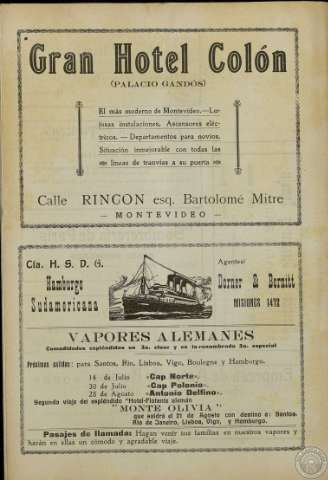 Gran Hotel Colón
(PALACIO GANDÓS)
El más moderno de Montevideo.—Lu-
josas instalaciones. Ascensores eléc-
tricos. — Departamentos para novios.
Situación inmejorable con todas las
líneas de tranvías a su puerta
Calle RINCON esq. Bartolomé Mitre
— MONTEVIDEO —
Cía. H. S. D. G.
Hamburgo
Sudamericana
Agentes:
Dorner & Bernitt
MISIONES 1472
VAPORES ALEMANES
Comodidades espléndidas en 3a. clase y en la renombrada 3a. especial
Próximas salidas: para Santos, Río, Lisboa, Vigo, Boulogne y Hamburgo.
14 de Julio «Cap Norte».
30 de Julio «Cap Polonio».
28 de Agosto «Antonio Delfino».
Segundo viaje del espléndido "Hotel-Flotante alemán
"MONTE OLIVIA"
que saldrá el 21 de Agosto con destino a: Santos,
Río de Janeiro, Lisboa, Vigo, y Hamburgo.
Pasajes de llamada: Hagan venir sus familias en nuestros vapores y
harán en ellas un cómodo y agradable viaje.